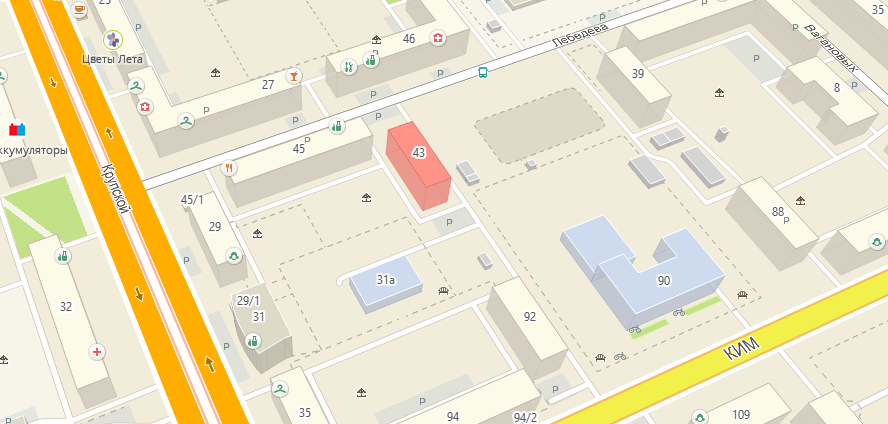 25
35
46
Лебедева
Вагановых
Цветы Лета
39
27
P
8
P
P
P
43
45
P
ккумуляторы
Крупской
45/1
29
88
P
P
P
31а
90
29/1
31
32
92
P
КИМ
35
P
94
94/2
P
109
P
P